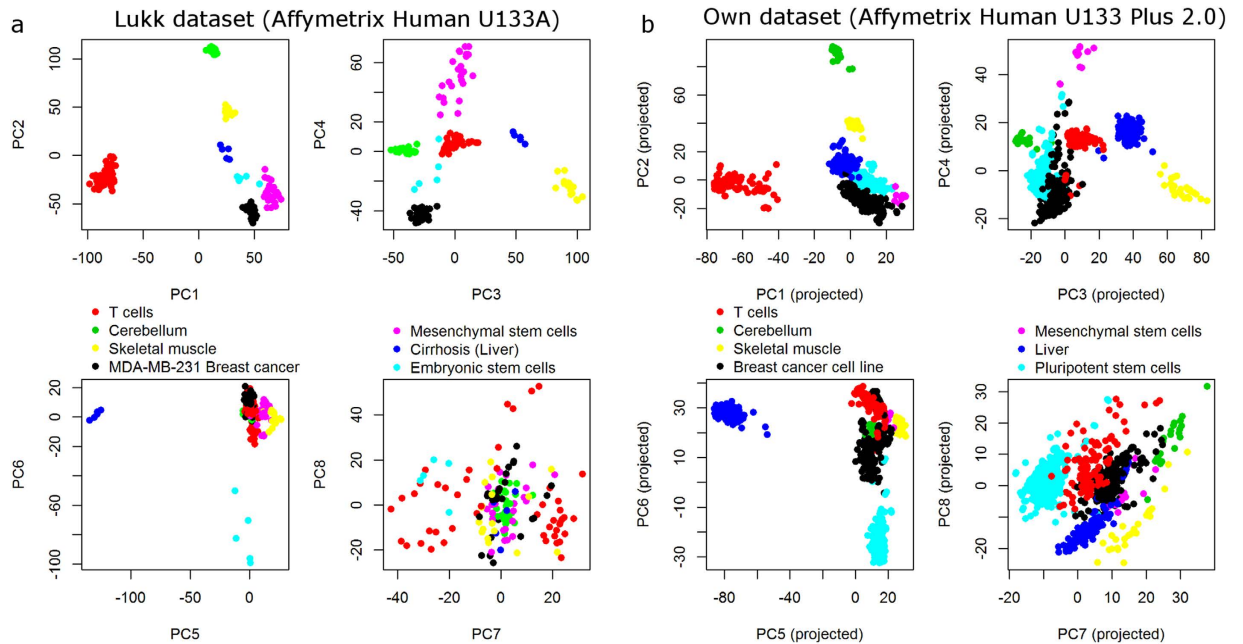 a
Lukk dataset (Affymetrix Human U133A)
PC2
100
50
0
-50
-100
-50
0
50
PC1
PC4
60
20
0
-40
-50
0
50
100
PC3
T cells
Cerebellum
Skeletal muscle
MDA-MB-231 Breast cancer
Mesenchymal stem cells
Cirrhosis (Liver)
Embryonic stem cells
PC6
20
0
-20
-60
-100
-100
-50
0
PC5
PC8
40
20
0
-20
-40
-20
0
20
PC7
b
Own dataset (Affymetrix Human U133 Plus 2.0)
PC2 (projected)
60
20
0
-20
-80
-60
-40
-20
0
20
PC1 (projected)
PC4 (projected)
40
20
0
-20
-20
0
20
40
60
80
PC3 (projected)
T cells
Cerebellum
Skeletal muscle
Breast cancer cell line
Mesenchymal stem cells
Liver
Pluripotent stem cells
PC6 (projected)
30
10
-10
-30
-80
-60
-40
-20
0
20
PC5 (projected)
PC8 (projected)
30
20
10
0
-20
-20
0
10
20
30
PC7 (projected)